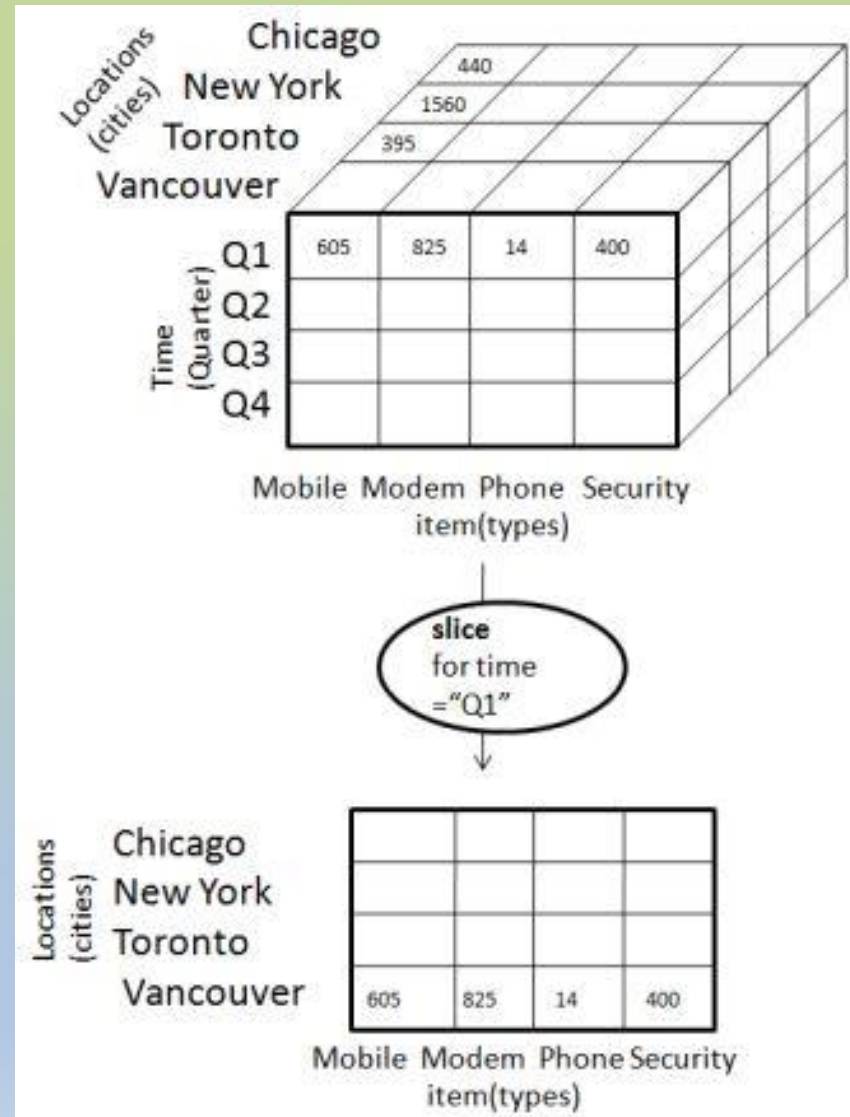 Locations
(cities)
Chicago
New York
Toronto
Vancouver
440
1560
395
Time
(Quarter)
Q1 605 825 14 400
Q2
Q3
Q4
Mobile Modem Phone Security
item(types)
slice
for time
="Q1"
Locations
(cities)
Chicago
New York
Toronto
Vancouver 605 825 14 400
Mobile Modem Phone Security
item(types)